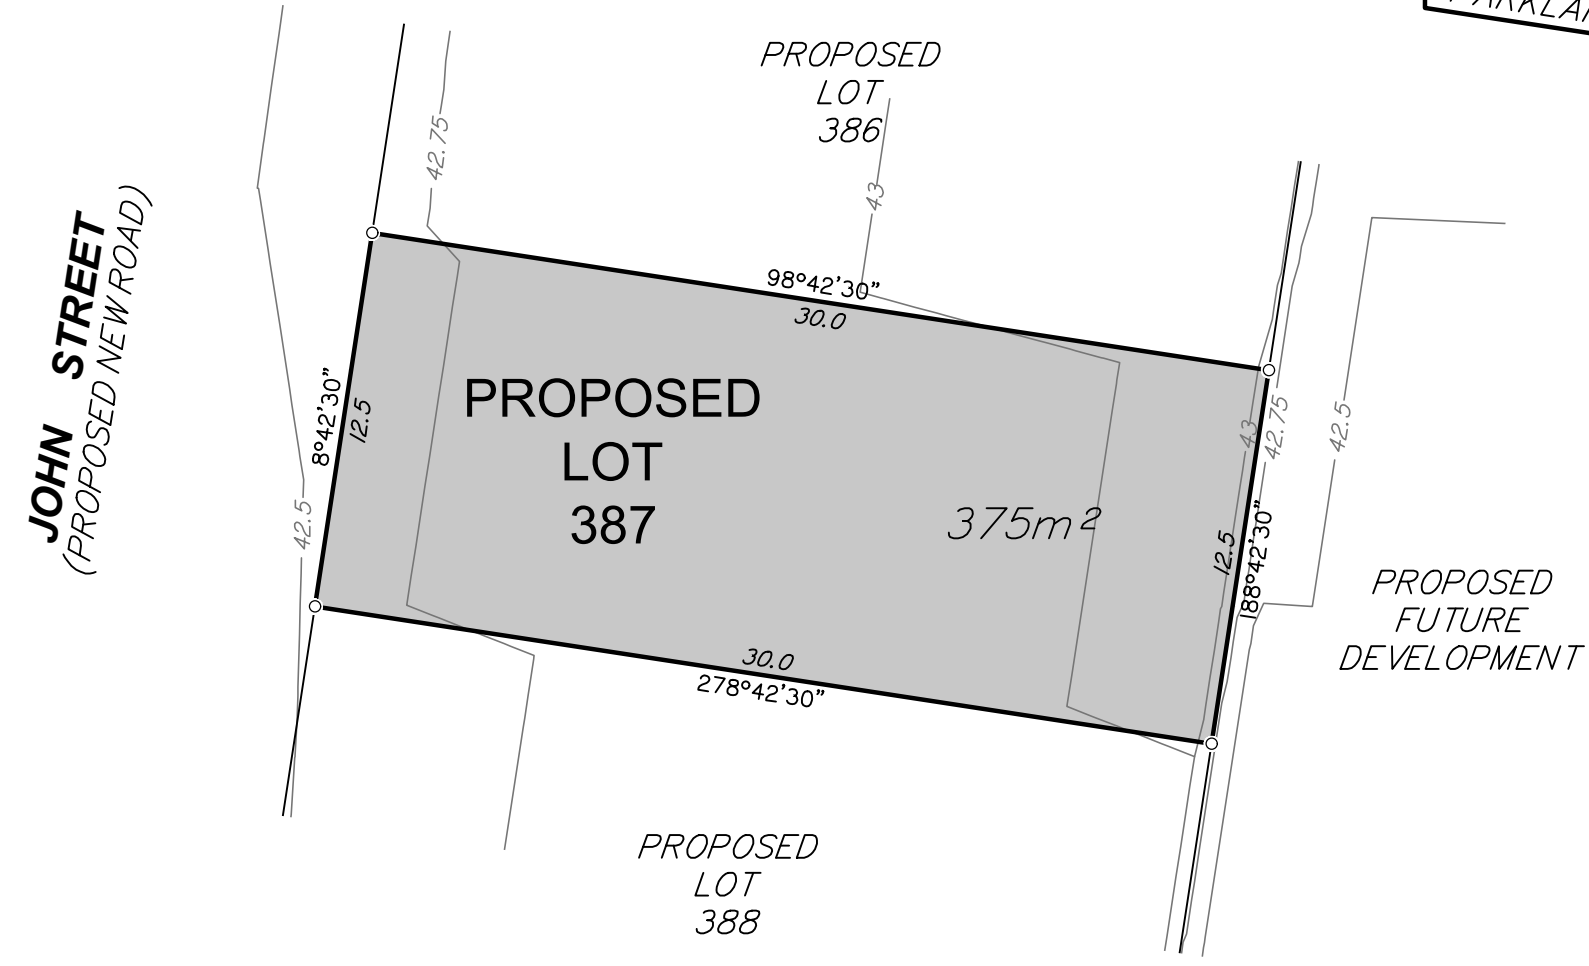 PROPOSED
LOT
386
42.75
43
JOHN STREET
(PROPOSED NEW ROAD)
98°42'30"
30.0
8°42'30"
12.5
PROPOSED
LOT
387
375m²
43
42.75
42.5
42.5
12.5
188°42'30"
PROPOSED
FUTURE
DEVELOPMENT
30.0
278°42'30"
PROPOSED
LOT
388